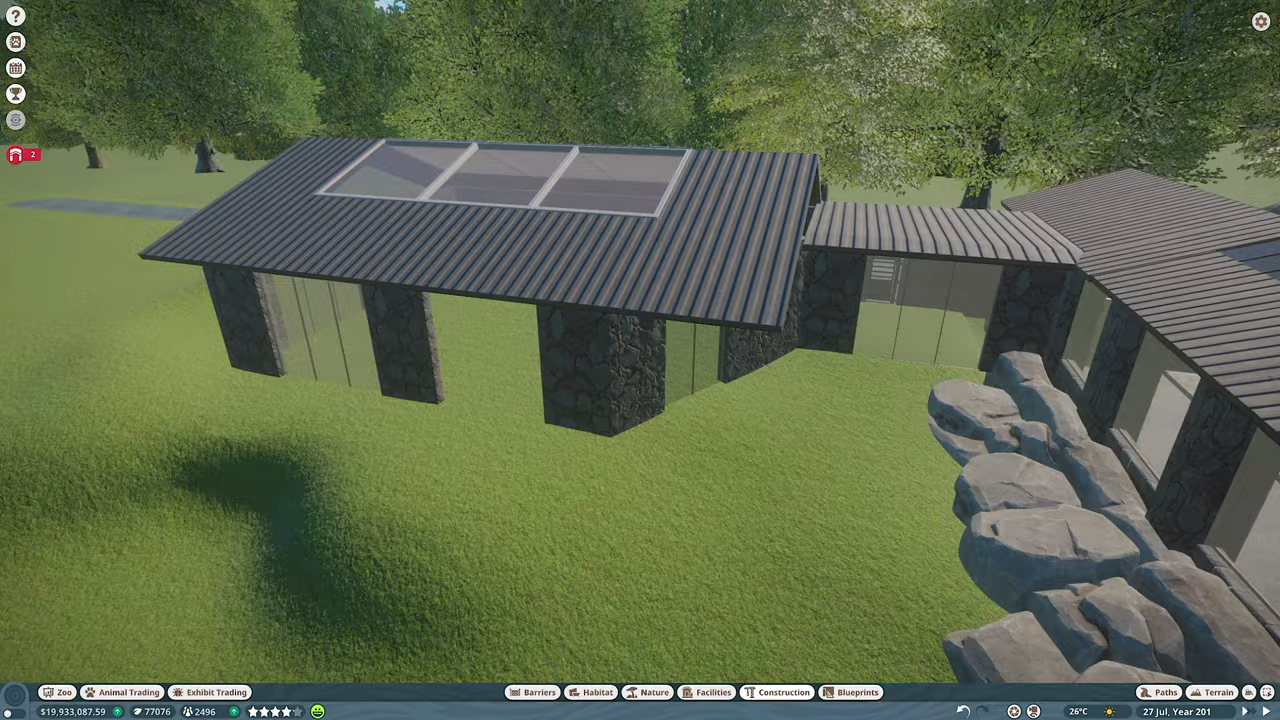 ?
2
Zoo
Animal Trading
Exhibit Trading
Barriers
Habitat
Nature
Facilities
Construction
Blueprints
Paths
Terrain
$19,933,087.59
77076
2496
26°C
27 Jul, Year 201